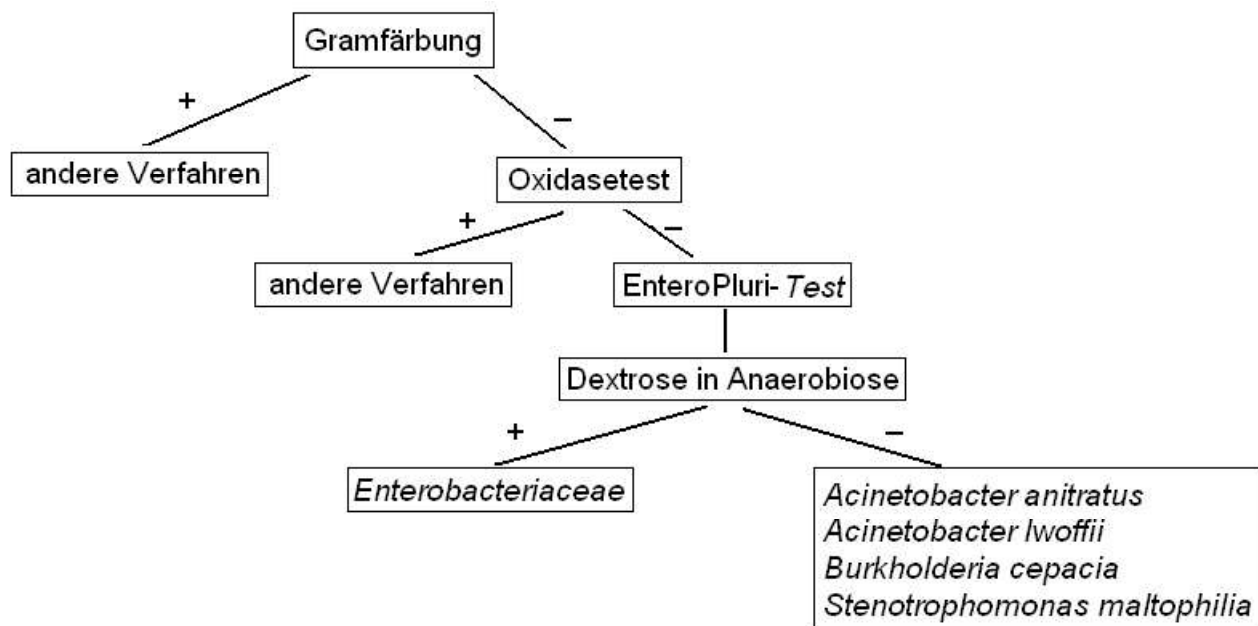 Gramfärbung
+
–
andere Verfahren
Oxidasetest
+
–
andere Verfahren
EnteroPluri-Test
Dextrose in Anaerobiose
+
–
Enterobacteriaceae
Acinetobacter anitratus
Acinetobacter lwoffii
Burkholderia cepacia
Stenotrophomonas maltophilia